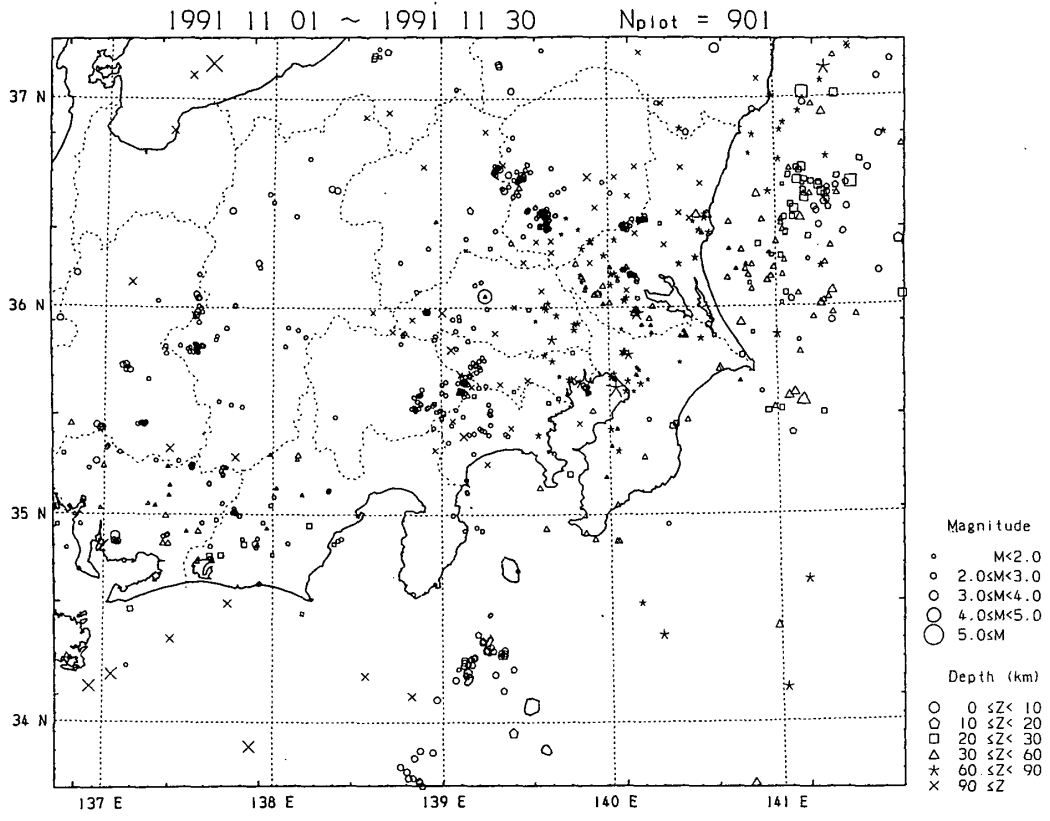 1991 11 01 ~ 1991 11 30 Nplot = 901
37 N
36 N
35 N
34 N
137 E 138 E 139 E 140 E 141 E
Magnitude
M<2.0
2.0≤M<3.0
3.0≤M<4.0
4.0≤M<5.0
5.0≤M
Depth (km)
0 ≤Z< 10
10 ≤Z< 20
20 ≤Z< 30
30 ≤Z< 60
60 ≤Z< 90
90 ≤Z